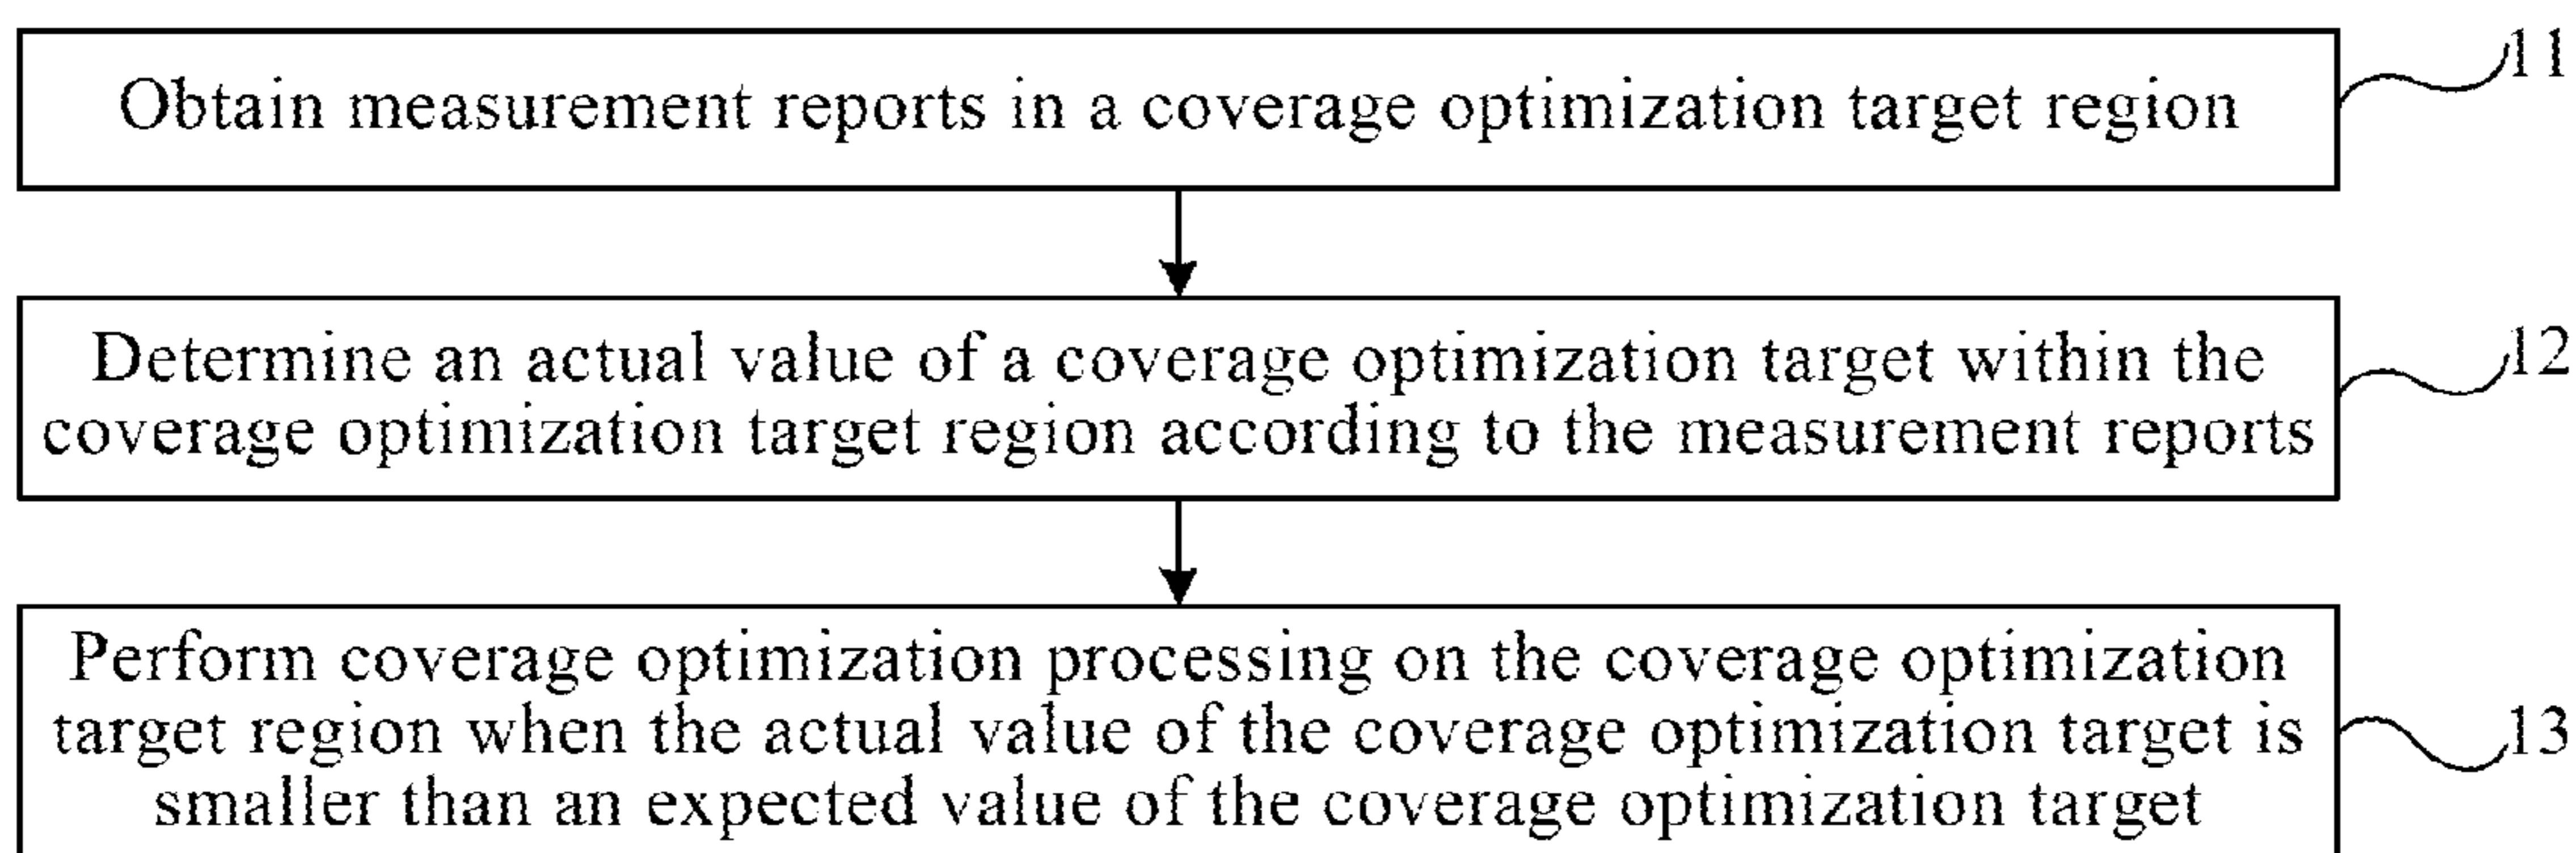 Obtain measurement reports in a coverage optimization target region
11
Determine an actual value of a coverage optimization target within the
coverage optimization target region according to the measurement reports
12
Perform coverage optimization processing on the coverage optimization
target region when the actual value of the coverage optimization target is
smaller than an expected value of the coverage optimization target
13